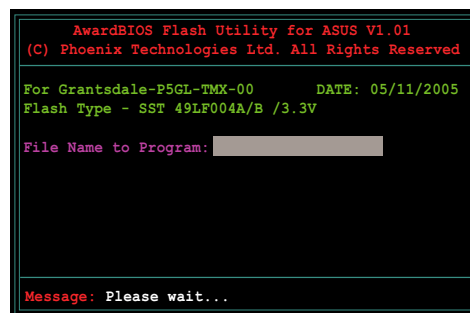 AwardBIOS Flash Utility for ASUS V1.01
(C) Phoenix Technologies Ltd. All Rights Reserved
For Grantsdale-P5GL-TMX-00 DATE: 05/11/2005
Flash Type - SST 49LF004A/B /3.3V
File Name to Program:
Message: Please wait...